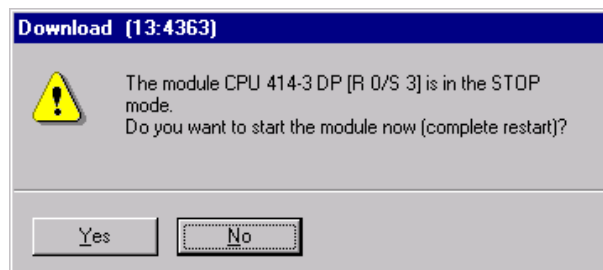 Download (13:4363)
The module CPU 414-3 DP [R 0/S 3] is in the STOP
mode.
Do you want to start the module now (complete restart)?
Yes
No